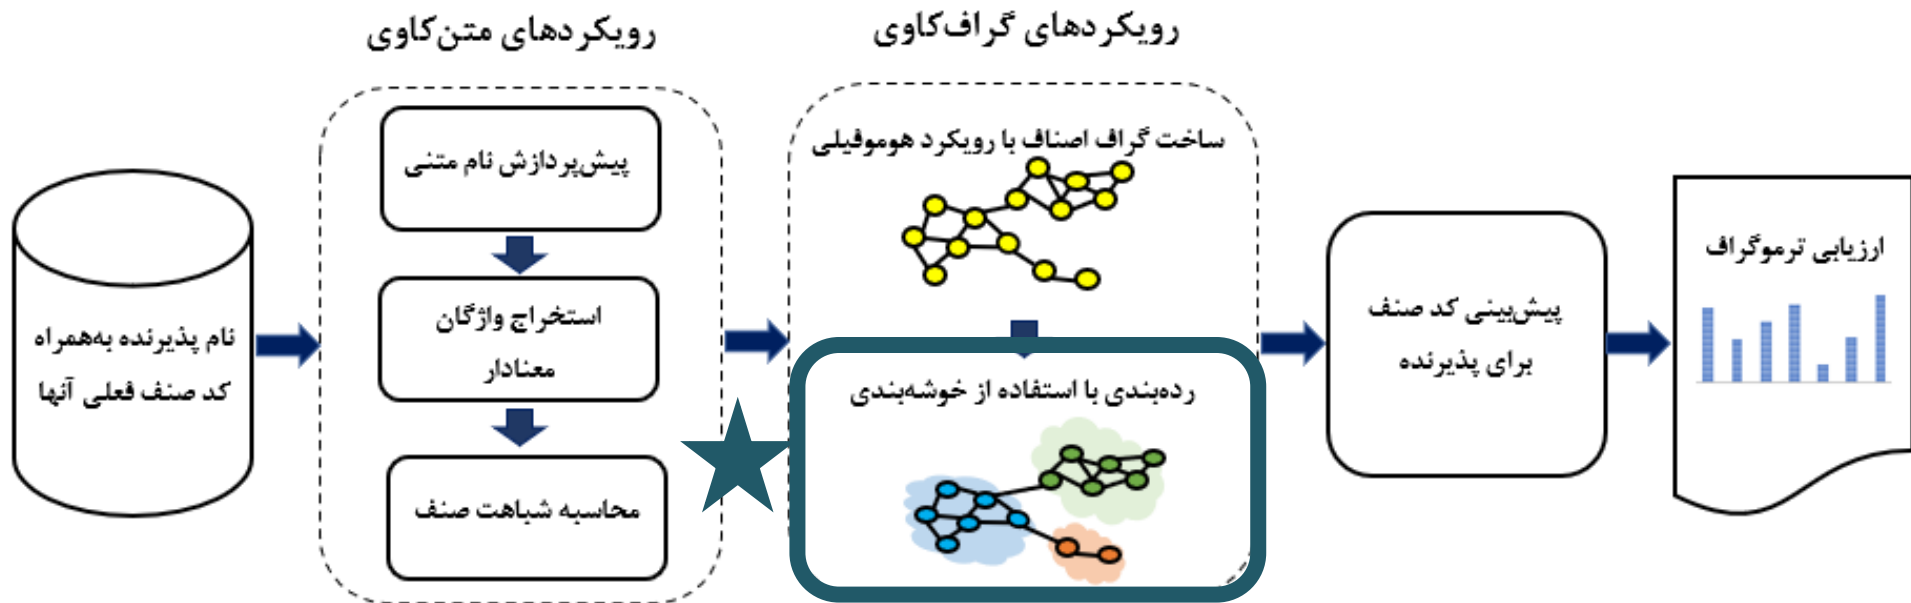 رویکردهای متن‌کاوی
رویکردهای گراف‌کاوی
نام پذیرنده به‌همراه
کد صنف فعلی آنها
پیش‌پردازش نام متنی
استخراج واژگان
معنادار
محاسبه شباهت صنف
ساخت گراف اصناف با رویکرد هوموفیلی
رده‌بندی با استفاده از خوشه‌بندی
پیش‌بینی کد صنف
برای پذیرنده
ارزیابی ترموگراف